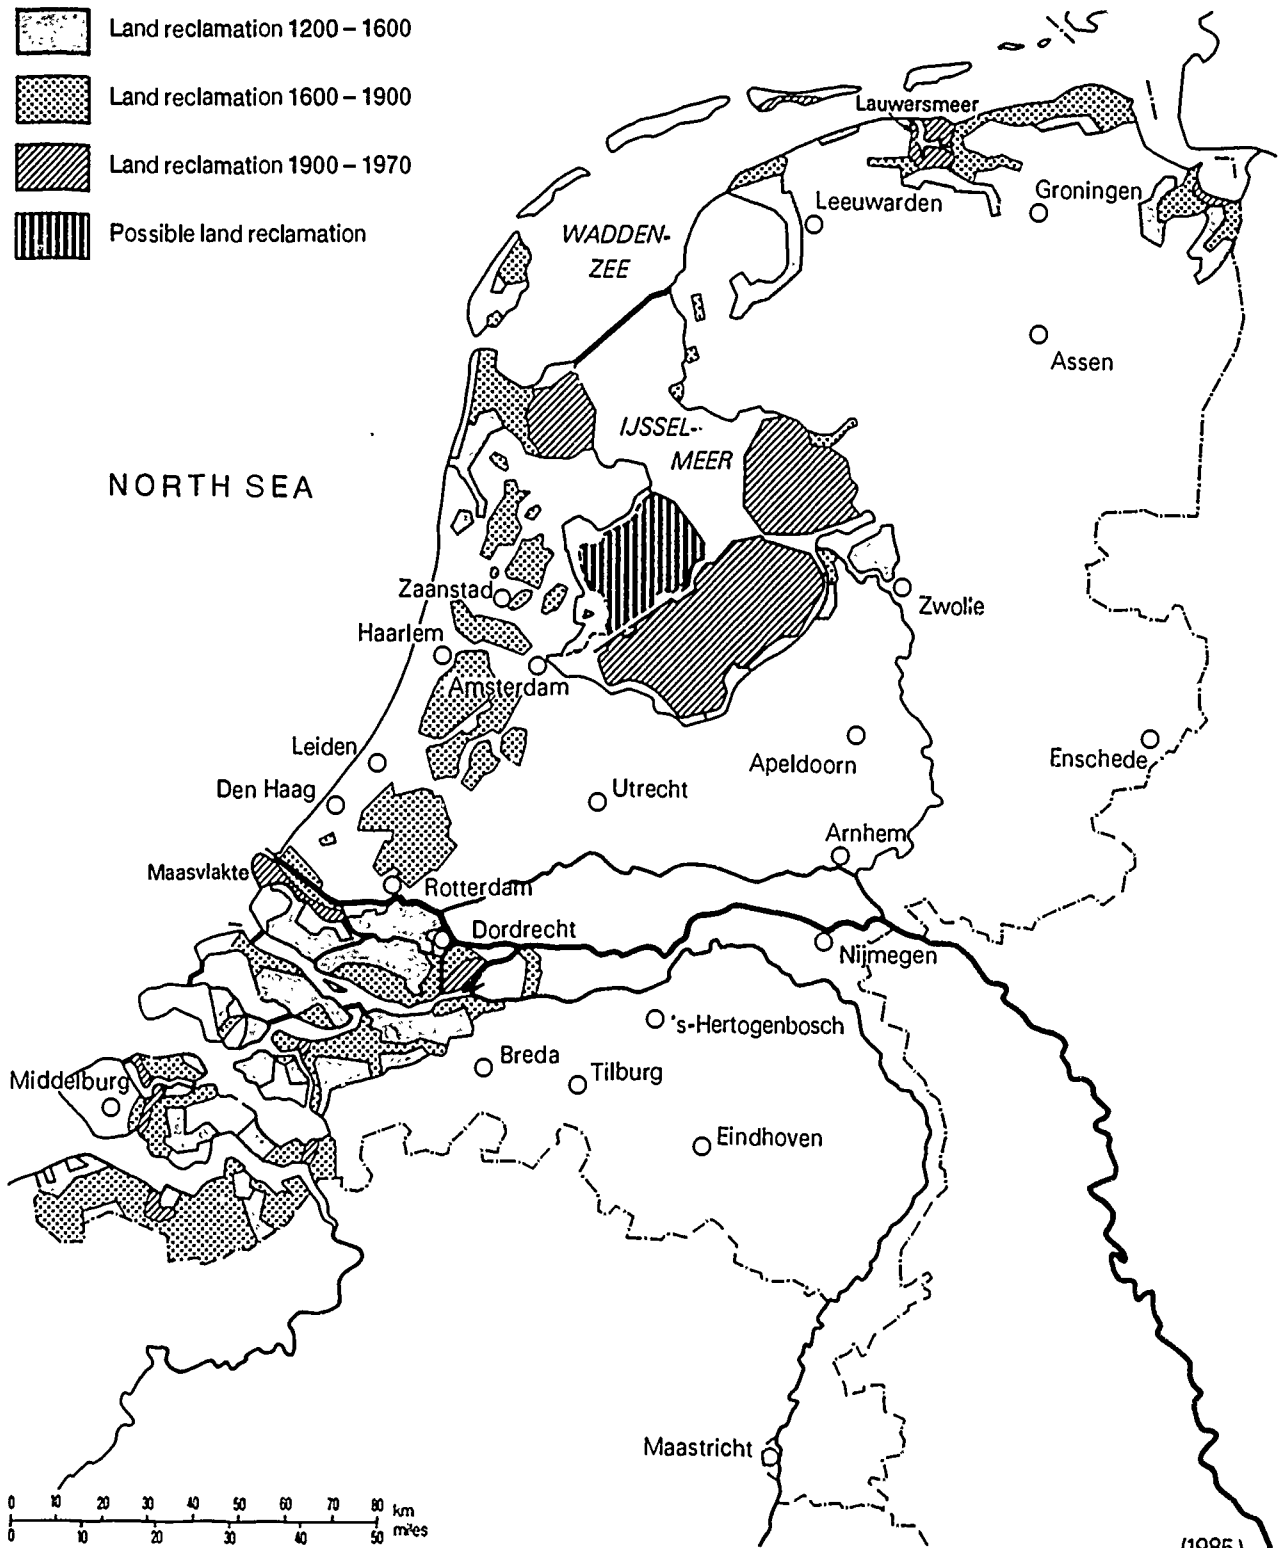 Land reclamation 1200 – 1600
Land reclamation 1600 – 1900
Land reclamation 1900 – 1970
Possible land reclamation
Lauwersmeer
Groningen
Leeuwarden
WADDEN-
ZEE
Assen
IJSSEL-
MEER
NORTH SEA
Zaanstad
Zwolle
Haarlem
Amsterdam
Leiden
Apeldoorn
Enschede
Den Haag
Utrecht
Arnhem
Maasvlakte
Rotterdam
Dordrecht
Nijmegen
's-Hertogenbosch
Breda
Tilburg
Middelburg
Eindhoven
Maastricht
0 10 20 30 40 50 60 70 80 km
0 10 20 30 40 50 miles
(1985)